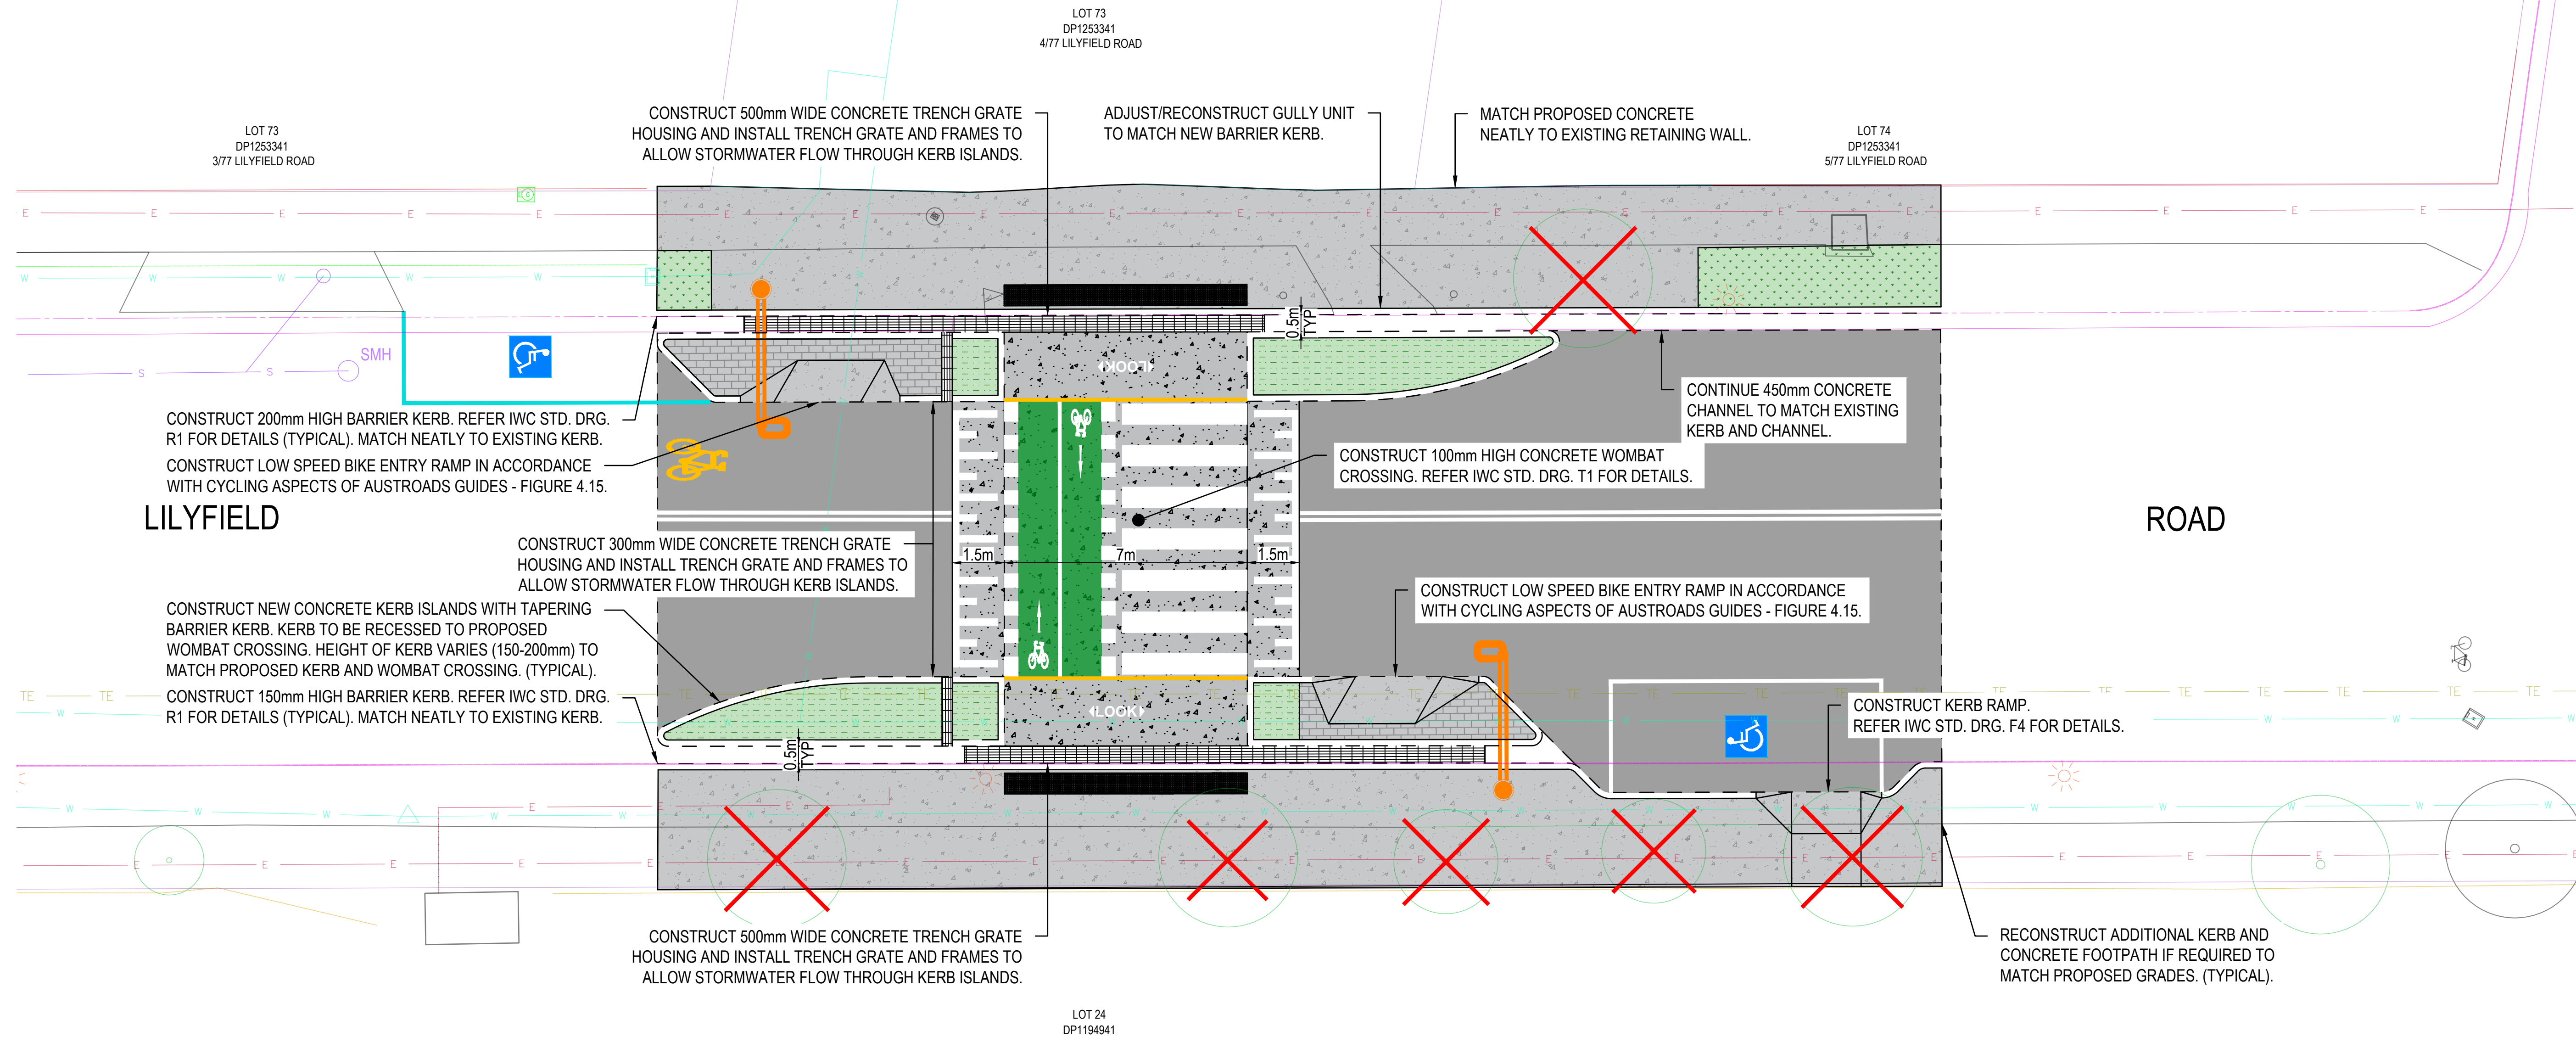 LOT 73
DP1253341
4/77 LILYFIELD ROAD
LOT 73
DP1253341
3/77 LILYFIELD ROAD
CONSTRUCT 500mm WIDE CONCRETE TRENCH GRATE
HOUSING AND INSTALL TRENCH GRATE AND FRAMES TO
ALLOW STORMWATER FLOW THROUGH KERB ISLANDS.
ADJUST/RECONSTRUCT GULLY UNIT
TO MATCH NEW BARRIER KERB.
MATCH PROPOSED CONCRETE
NEATLY TO EXISTING RETAINING WALL.
LOT 74
DP1253341
5/77 LILYFIELD ROAD
0.5m
TYP
SMH
LOOK
CONSTRUCT 200mm HIGH BARRIER KERB. REFER IWC STD. DRG.
R1 FOR DETAILS (TYPICAL). MATCH NEATLY TO EXISTING KERB.
CONSTRUCT LOW SPEED BIKE ENTRY RAMP IN ACCORDANCE
WITH CYCLING ASPECTS OF AUSTROADS GUIDES - FIGURE 4.15.
CONTINUE 450mm CONCRETE
CHANNEL TO MATCH EXISTING
KERB AND CHANNEL.
CONSTRUCT 100mm HIGH CONCRETE WOMBAT
CROSSING. REFER IWC STD. DRG. T1 FOR DETAILS.
LILYFIELD
ROAD
CONSTRUCT 300mm WIDE CONCRETE TRENCH GRATE
HOUSING AND INSTALL TRENCH GRATE AND FRAMES TO
ALLOW STORMWATER FLOW THROUGH KERB ISLANDS.
1.5m
7m
1.5m
CONSTRUCT LOW SPEED BIKE ENTRY RAMP IN ACCORDANCE
WITH CYCLING ASPECTS OF AUSTROADS GUIDES - FIGURE 4.15.
CONSTRUCT NEW CONCRETE KERB ISLANDS WITH TAPERING
BARRIER KERB. KERB TO BE RECESSED TO PROPOSED
WOMBAT CROSSING. HEIGHT OF KERB VARIES (150-200mm) TO
MATCH PROPOSED KERB AND WOMBAT CROSSING. (TYPICAL).
CONSTRUCT 150mm HIGH BARRIER KERB. REFER IWC STD. DRG.
R1 FOR DETAILS (TYPICAL). MATCH NEATLY TO EXISTING KERB.
LOOK
CONSTRUCT KERB RAMP.
REFER IWC STD. DRG. F4 FOR DETAILS.
0.5m
TYP
CONSTRUCT 500mm WIDE CONCRETE TRENCH GRATE
HOUSING AND INSTALL TRENCH GRATE AND FRAMES TO
ALLOW STORMWATER FLOW THROUGH KERB ISLANDS.
RECONSTRUCT ADDITIONAL KERB AND
CONCRETE FOOTPATH IF REQUIRED TO
MATCH PROPOSED GRADES. (TYPICAL).
LOT 24
DP1194941